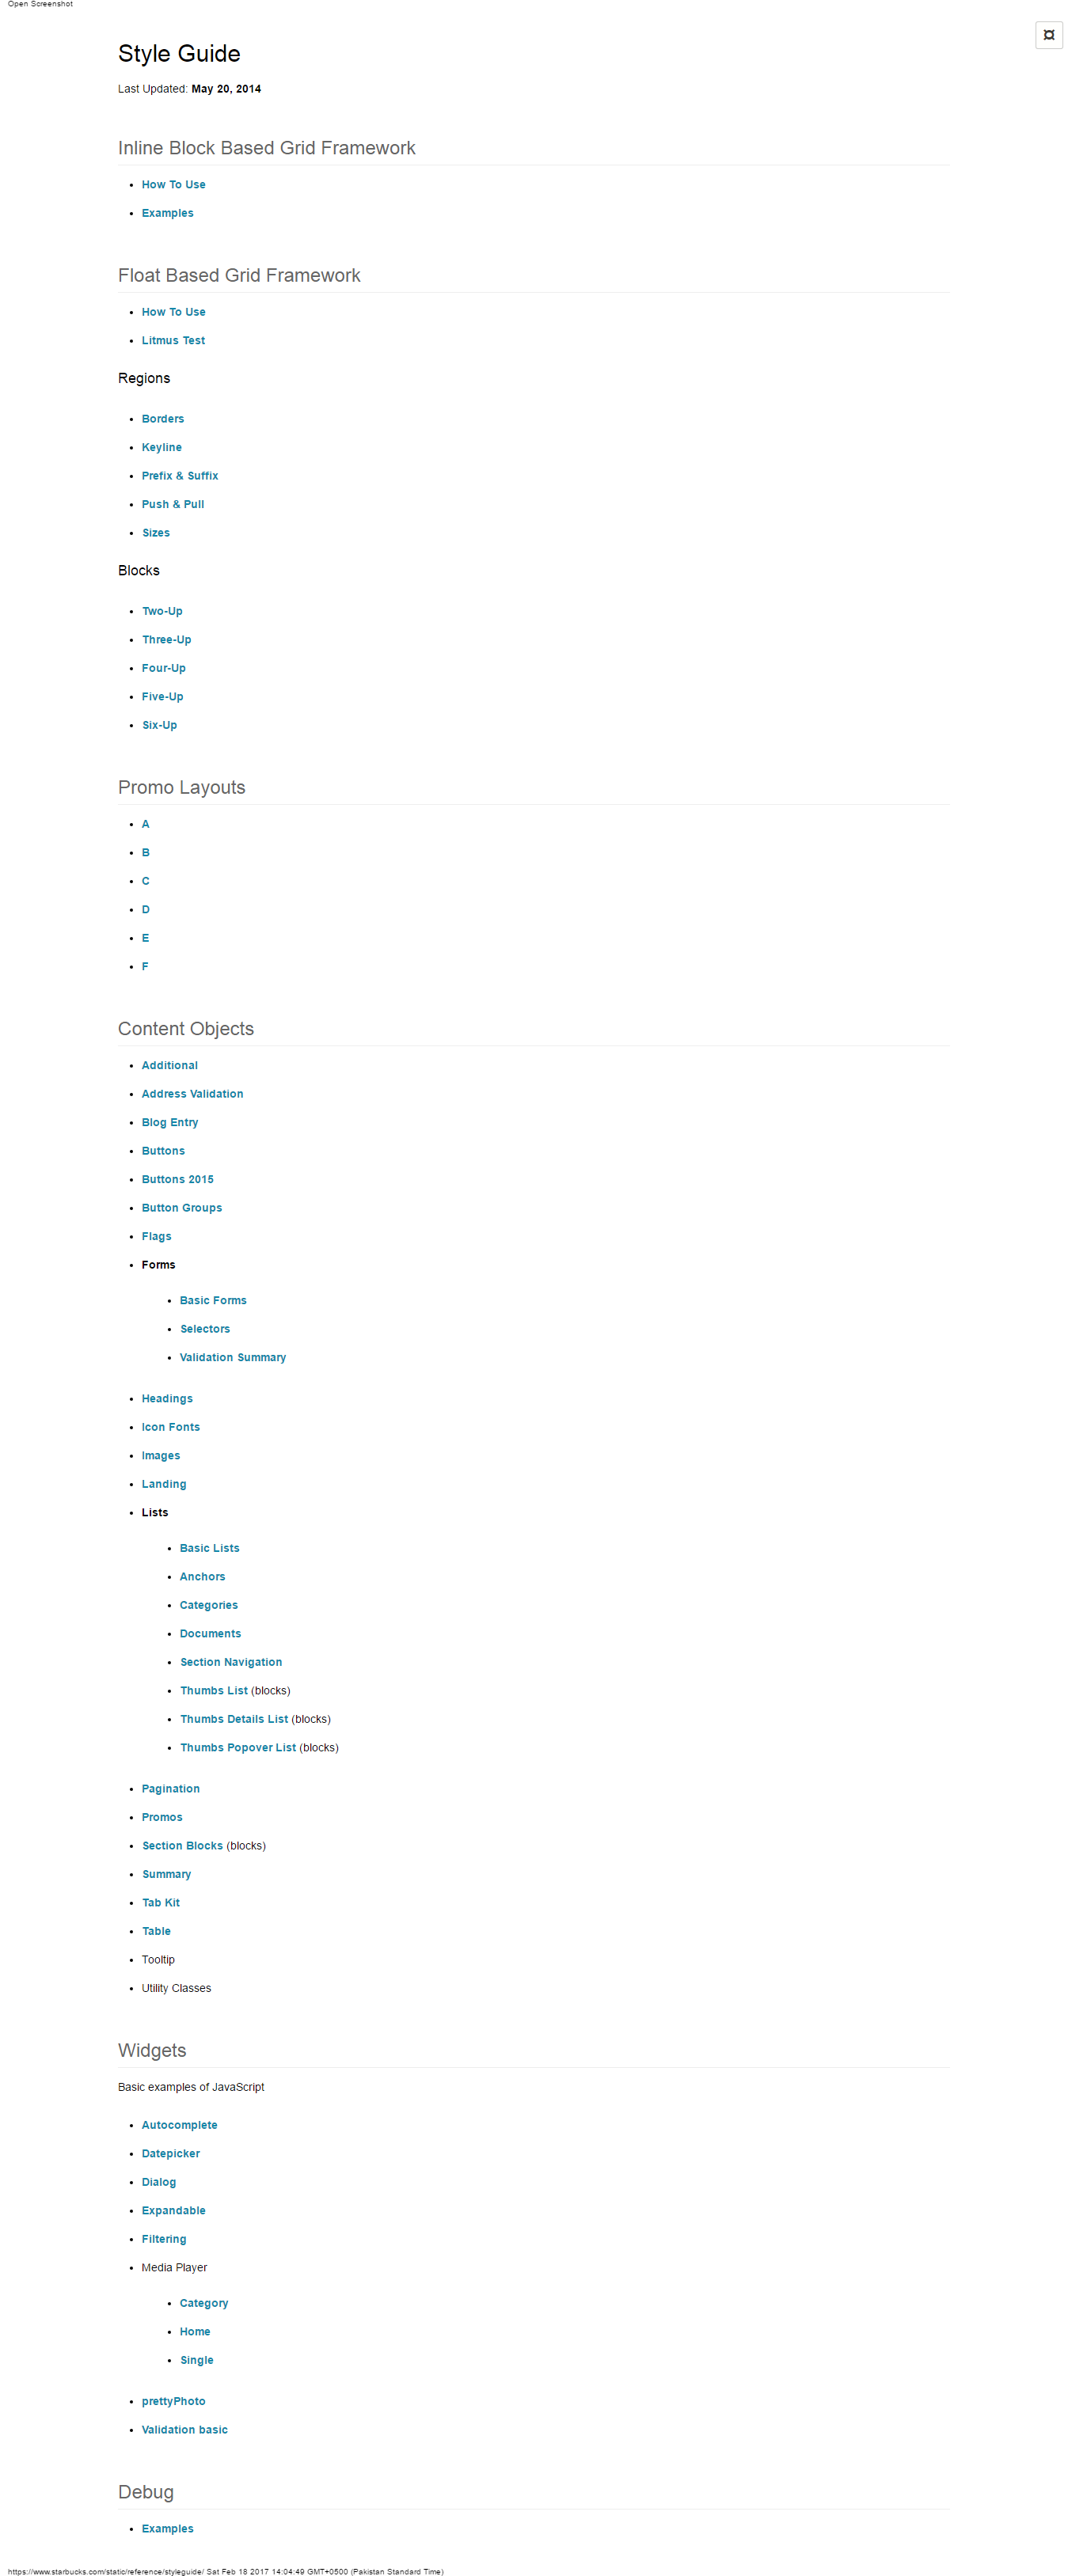 Open Screenshot
Style Guide
Last Updated: May 20, 2014
Inline Block Based Grid Framework
How To Use
Examples
Float Based Grid Framework
How To Use
Litmus Test
Regions
Borders
Keyline
Prefix & Suffix
Push & Pull
Sizes
Blocks
Two-Up
Three-Up
Four-Up
Five-Up
Six-Up
Promo Layouts
A
B
C
D
E
F
Content Objects
Additional
Address Validation
Blog Entry
Buttons
Buttons 2015
Button Groups
Flags
Forms
Basic Forms
Selectors
Validation Summary
Headings
Icon Fonts
Images
Landing
Lists
Basic Lists
Anchors
Categories
Documents
Section Navigation
Thumbs List (blocks)
Thumbs Details List (blocks)
Thumbs Popover List (blocks)
Pagination
Promos
Section Blocks (blocks)
Summary
Tab Kit
Table
Tooltip
Utility Classes
Widgets
Basic examples of JavaScript
Autocomplete
Datepicker
Dialog
Expandable
Filtering
Media Player
Category
Home
Single
prettyPhoto
Validation basic
Debug
Examples
https://www.starbucks.com/static/reference/styleguide/ Sat Feb 18 2017 14:04:49 GMT+0500 (Pakistan Standard Time)